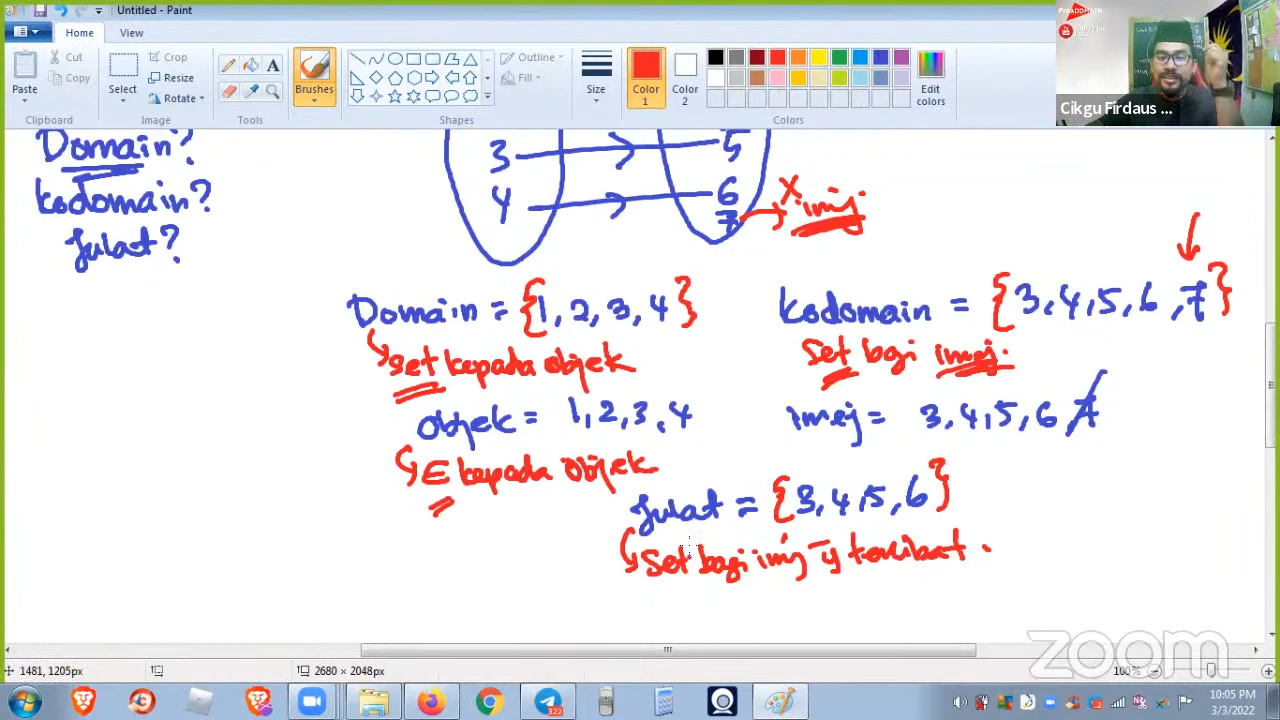 Untitled - Paint
Home
View
Cut
Copy
Paste
Clipboard
Select
Crop
Resize
Rotate
Image
Tools
Brushes
Outline
Fill
Shapes
Size
Color 1
Color 2
Edit colors
Colors
Cikgu Firdaus ...
Domain?
kodomain?
Julat?
3
5
4
6
7
X imej
Domain = {1, 2, 3, 4}
kodomain = {3, 4, 5, 6, 7}
set kepada objek
set bagi imej.
objek = 1, 2, 3, 4
imej = 3, 4, 5, 6, 7
∈ kepada objek
Julat = {3, 4, 5, 6}
Set bagi imej y terlibat.
zoom
1481, 1205px
2680 × 2048px
100%
322
10:05 PM
3/3/2022